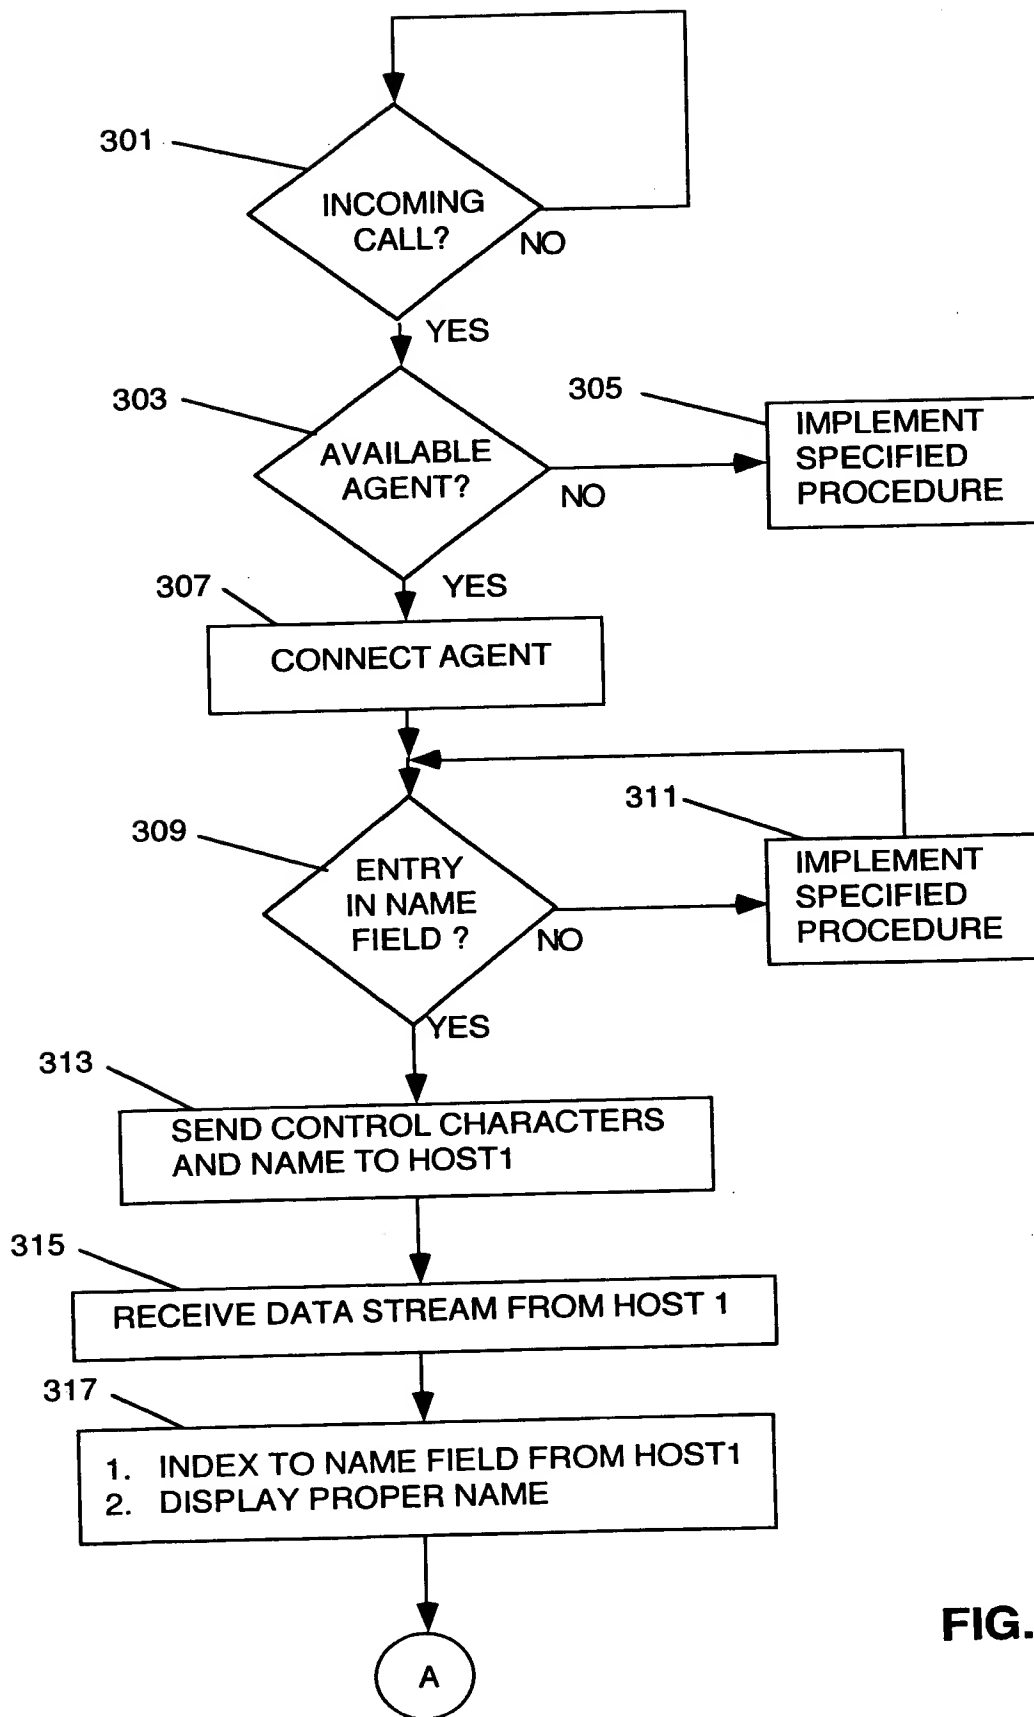 301
INCOMING
CALL?
NO
YES
303
AVAILABLE
AGENT?
NO
305
IMPLEMENT
SPECIFIED
PROCEDURE
YES
307
CONNECT AGENT
309
ENTRY
IN NAME
FIELD ?
NO
311
IMPLEMENT
SPECIFIED
PROCEDURE
YES
313
SEND CONTROL CHARACTERS
AND NAME TO HOST1
315
RECEIVE DATA STREAM FROM HOST 1
317
1. INDEX TO NAME FIELD FROM HOST1
2. DISPLAY PROPER NAME
A
FIG.